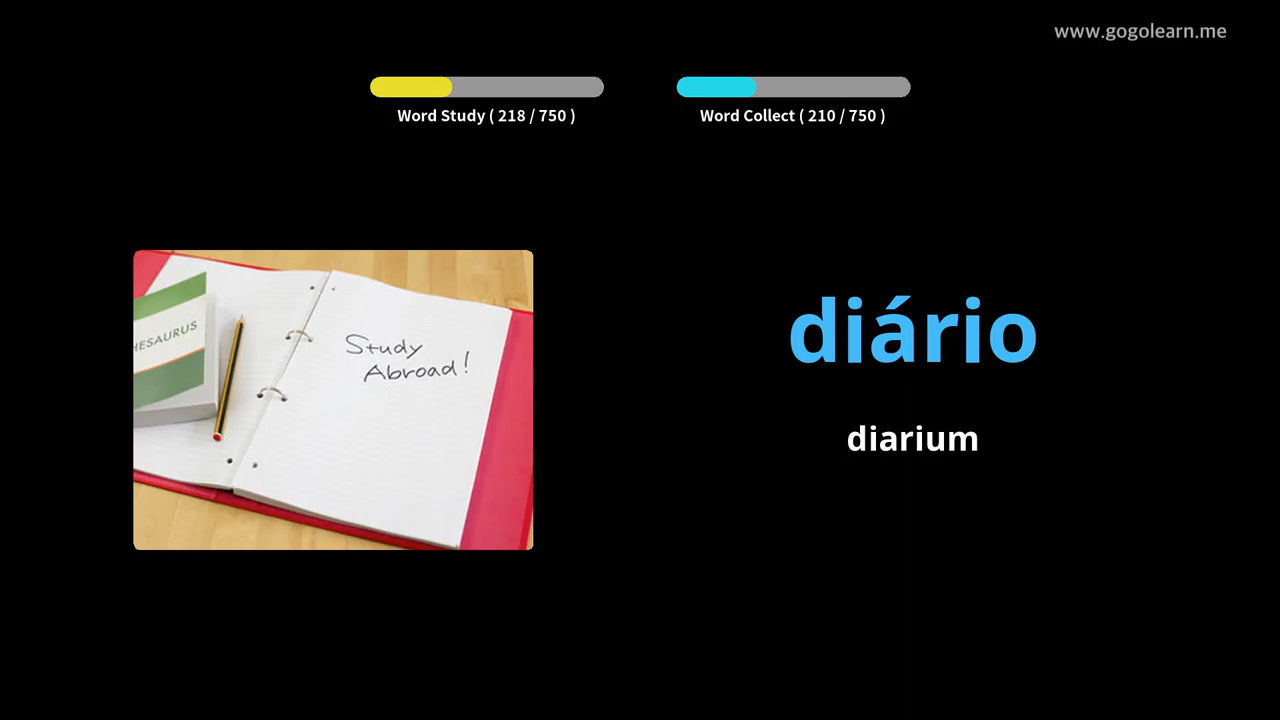 www.gogolearn.me
Word Study ( 218 / 750 )
Word Collect ( 210 / 750 )
HESAURUS
Study
Abroad!
diário
diarium